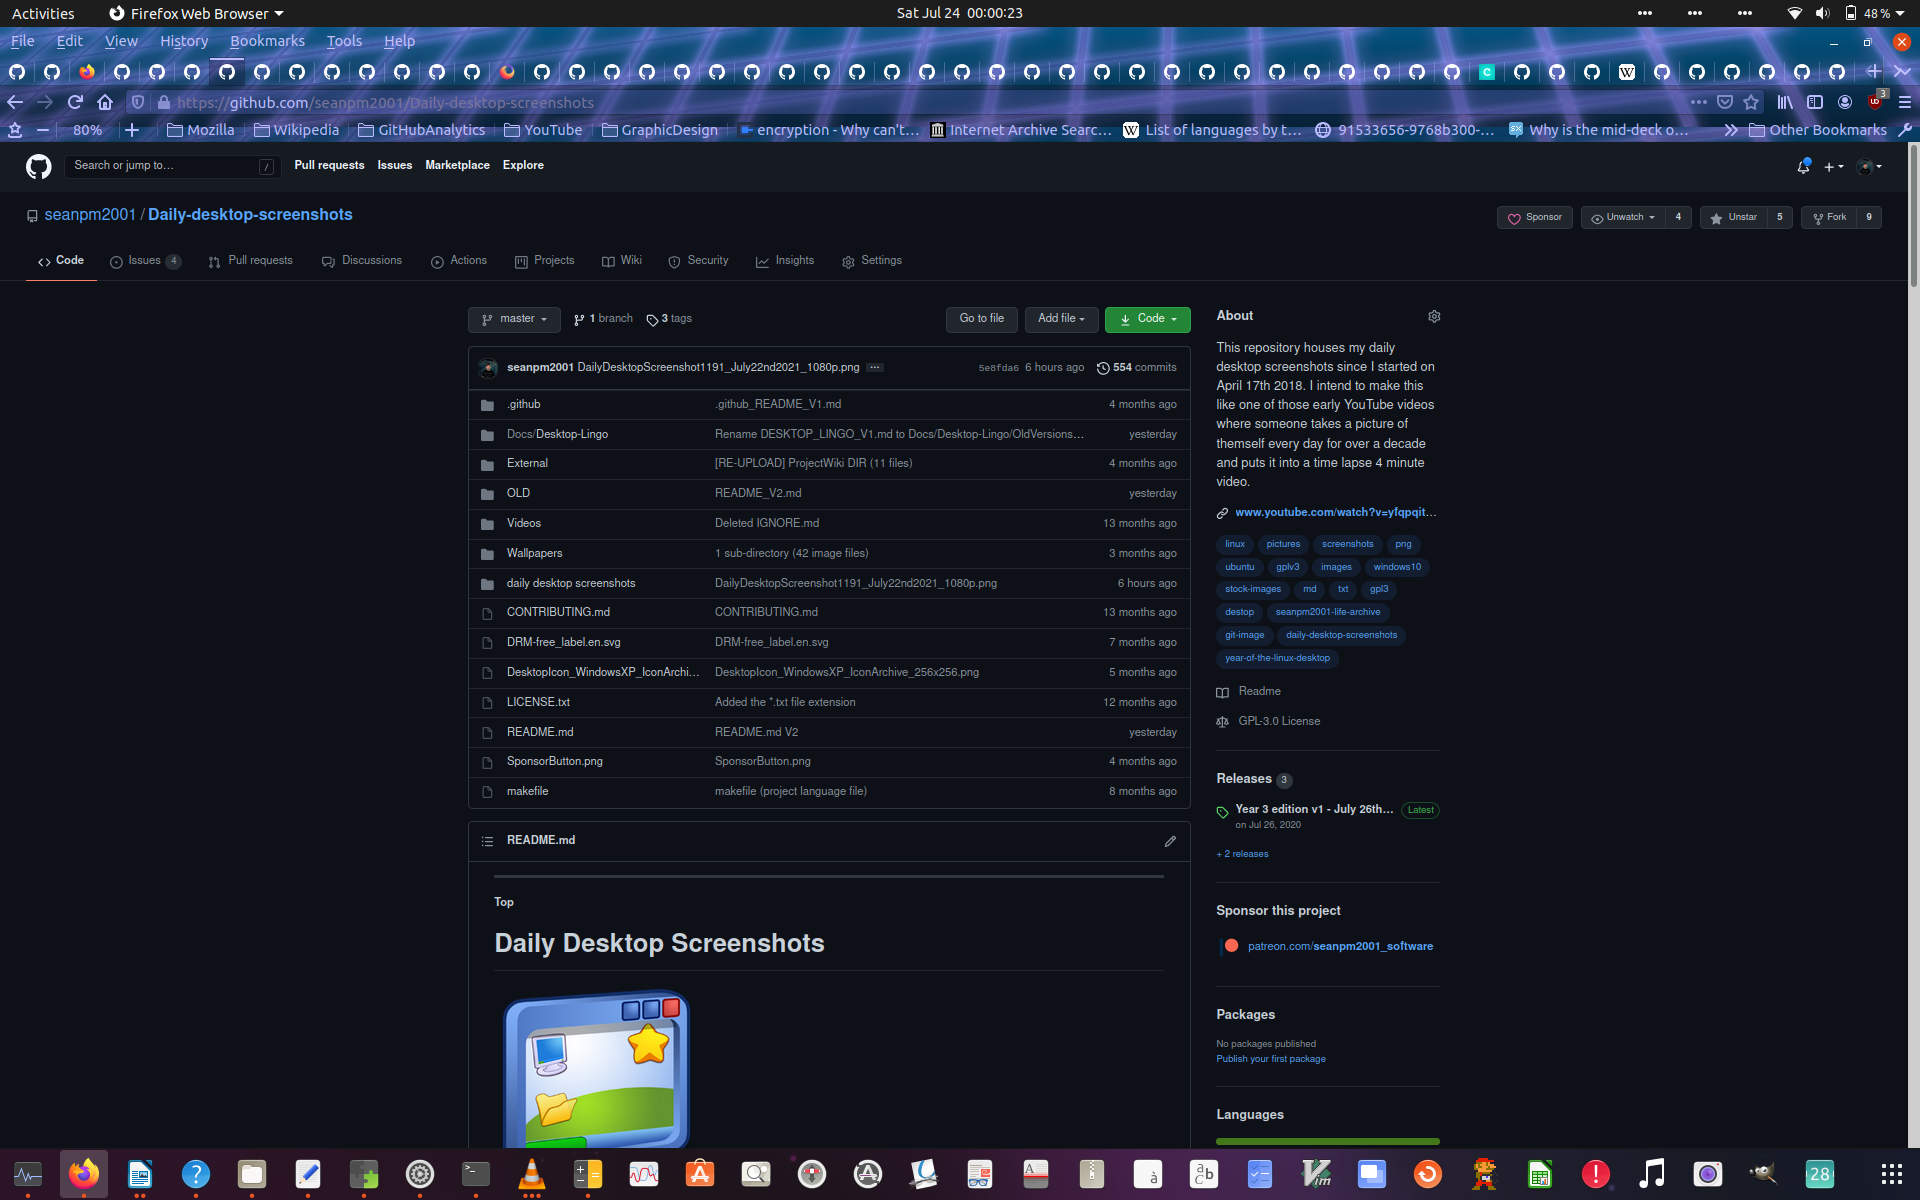 Activities
Firefox Web Browser
Sat Jul 24 00:00:23
48 %
File Edit View History Bookmarks Tools Help
https://github.com/seanpm2001/Daily-desktop-screenshots
3
80%
Mozilla
Wikipedia
GitHubAnalytics
YouTube
GraphicDesign
encryption - Why can't…
Internet Archive Searc…
List of languages by t…
91533656-9768b300-…
Why is the mid-deck o…
Other Bookmarks
Search or jump to… /
Pull requests Issues Marketplace Explore
seanpm2001 / Daily-desktop-screenshots
Sponsor
Unwatch 4
Unstar 5
Fork 9
Code
Issues 4
Pull requests
Discussions
Actions
Projects
Wiki
Security
Insights
Settings
master
1 branch
3 tags
Go to file
Add file
Code
seanpm2001 DailyDesktopScreenshot1191_July22nd2021_1080p.png … 5e8fda6 6 hours ago 554 commits
.github .github_README_V1.md 4 months ago
Docs/Desktop-Lingo Rename DESKTOP_LINGO_V1.md to Docs/Desktop-Lingo/OldVersions… yesterday
External [RE-UPLOAD] ProjectWiki DIR (11 files) 4 months ago
OLD README_V2.md yesterday
Videos Deleted IGNORE.md 13 months ago
Wallpapers 1 sub-directory (42 image files) 3 months ago
daily desktop screenshots DailyDesktopScreenshot1191_July22nd2021_1080p.png 6 hours ago
CONTRIBUTING.md CONTRIBUTING.md 13 months ago
DRM-free_label.en.svg DRM-free_label.en.svg 7 months ago
DesktopIcon_WindowsXP_IconArchi… DesktopIcon_WindowsXP_IconArchive_256x256.png 5 months ago
LICENSE.txt Added the *.txt file extension 12 months ago
README.md README.md V2 yesterday
SponsorButton.png SponsorButton.png 4 months ago
makefile makefile (project language file) 8 months ago
README.md
Top
Daily Desktop Screenshots
About
This repository houses my daily
desktop screenshots since I started on
April 17th 2018. I intend to make this
like one of those early YouTube videos
where someone takes a picture of
themself every day for over a decade
and puts it into a time lapse 4 minute
video.
www.youtube.com/watch?v=yfqpqit…
linux pictures screenshots png
ubuntu gplv3 images windows10
stock-images md txt gpl3
destop seanpm2001-life-archive
git-image daily-desktop-screenshots
year-of-the-linux-desktop
Readme
GPL-3.0 License
Releases 3
Year 3 edition v1 - July 26th… Latest
on Jul 26, 2020
+ 2 releases
Sponsor this project
patreon.com/seanpm2001_software
Packages
No packages published
Publish your first package
Languages
28